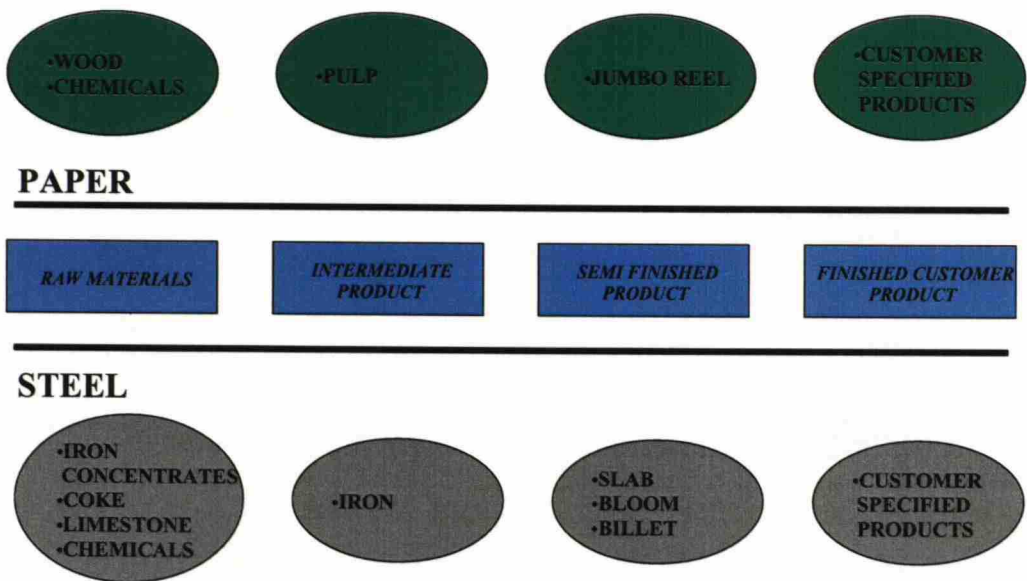 •WOOD
•CHEMICALS
•PULP
•JUMBO REEL
•CUSTOMER
SPECIFIED
PRODUCTS
PAPER
RAW MATERIALS
INTERMEDIATE
PRODUCT
SEMI FINISHED
PRODUCT
FINISHED CUSTOMER
PRODUCT
STEEL
•IRON
CONCENTRATES
•COKE
•LIMESTONE
•CHEMICALS
•IRON
•SLAB
•BLOOM
•BILLET
•CUSTOMER
SPECIFIED
PRODUCTS